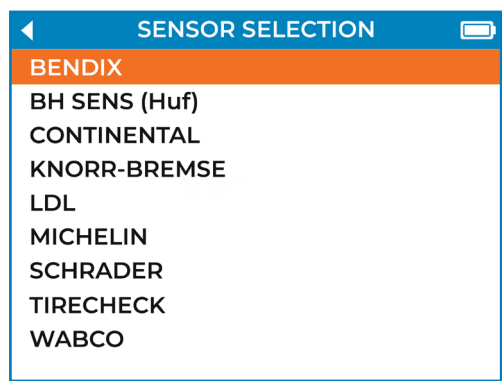 SENSOR SELECTION
BENDIX
BH SENS (Huf)
CONTINENTAL
KNORR-BREMSE
LDL
MICHELIN
SCHRADER
TIRECHECK
WABCO